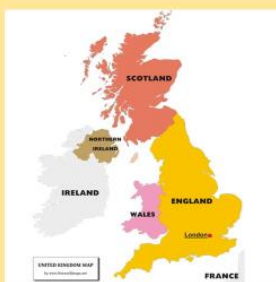 SCOTLAND
NORTHERN
IRELAND
IRELAND
WALES
ENGLAND
London
UNITED KINGDOM MAP
FRANCE